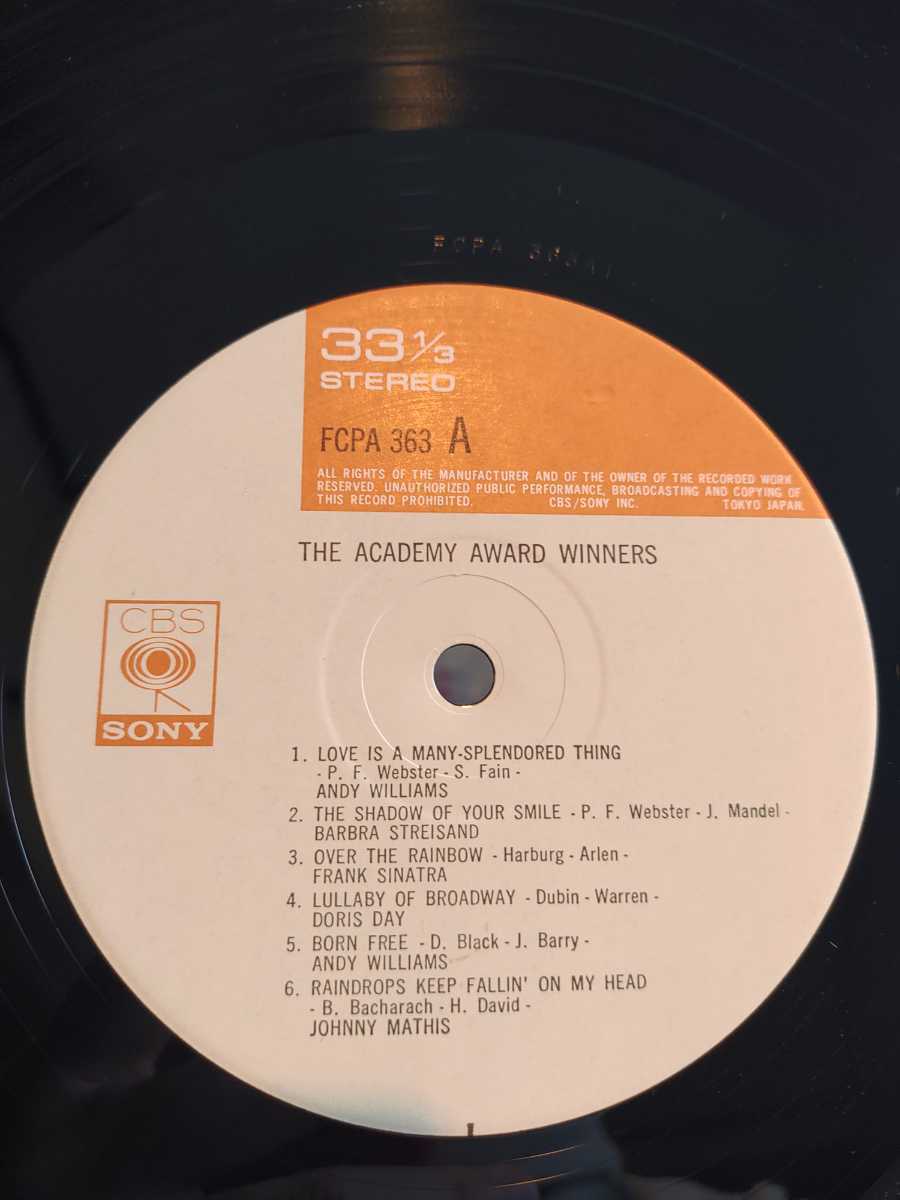 FCPA 363A1
33 1/3
STEREO
FCPA 363 A
ALL RIGHTS OF THE MANUFACTURER AND OF THE OWNER OF THE RECORDED WORK
RESERVED. UNAUTHORIZED PUBLIC PERFORMANCE, BROADCASTING AND COPYING OF
THIS RECORD PROHIBITED. CBS/SONY INC. TOKYO JAPAN.
THE ACADEMY AWARD WINNERS
CBS
SONY
1. LOVE IS A MANY-SPLENDORED THING
- P. F. Webster - S. Fain -
ANDY WILLIAMS
2. THE SHADOW OF YOUR SMILE - P. F. Webster - J. Mandel -
BARBRA STREISAND
3. OVER THE RAINBOW - Harburg - Arlen -
FRANK SINATRA
4. LULLABY OF BROADWAY - Dubin - Warren -
DORIS DAY
5. BORN FREE - D. Black - J. Barry -
ANDY WILLIAMS
6. RAINDROPS KEEP FALLIN' ON MY HEAD
- B. Bacharach - H. David -
JOHNNY MATHIS